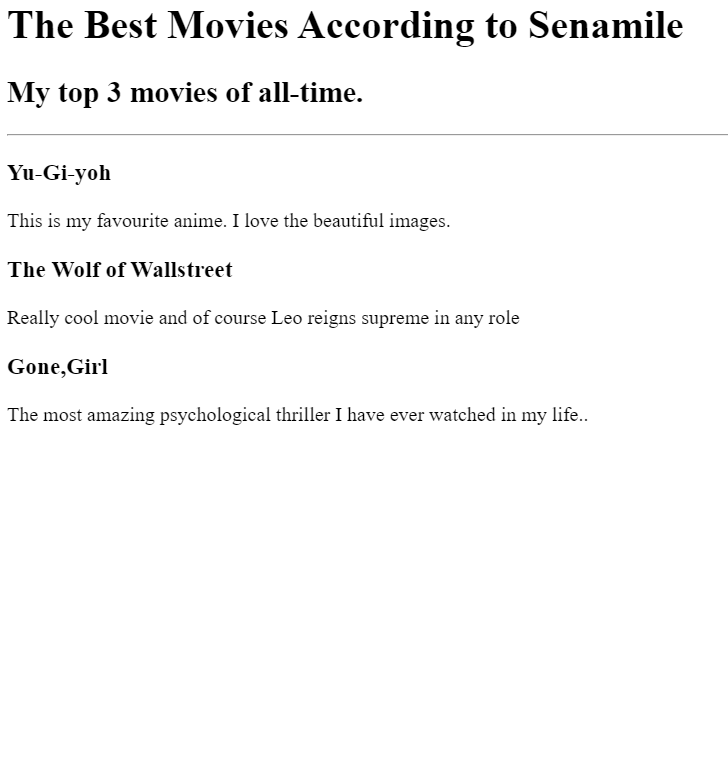 The Best Movies According to Senamile
My top 3 movies of all-time.
Yu-Gi-yoh
This is my favourite anime. I love the beautiful images.
The Wolf of Wallstreet
Really cool movie and of course Leo reigns supreme in any role
Gone,Girl
The most amazing psychological thriller I have ever watched in my life..